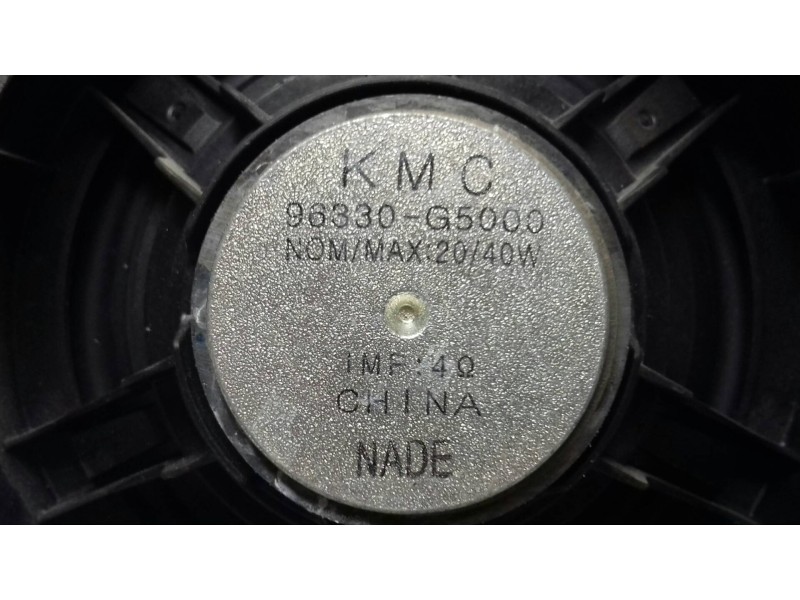 KMC
96330-G5000
NOM/MAX:20/40W
IMP:4Ω
CHINA
NADE